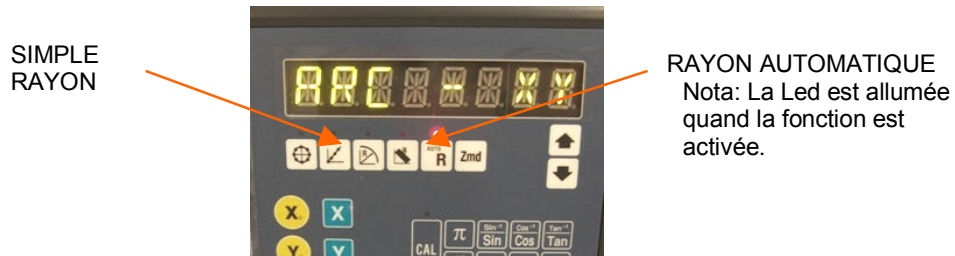 SIMPLE
RAYON
ARC - XY
RAYON AUTOMATIQUE
Nota: La Led est allumée
quand la fonction est
activée.
R
AUTO
R
Zmd
X
X
Y
Y
CAL
π
Sin⁻¹
Sin
Cos⁻¹
Cos
Tan⁻¹
Tan